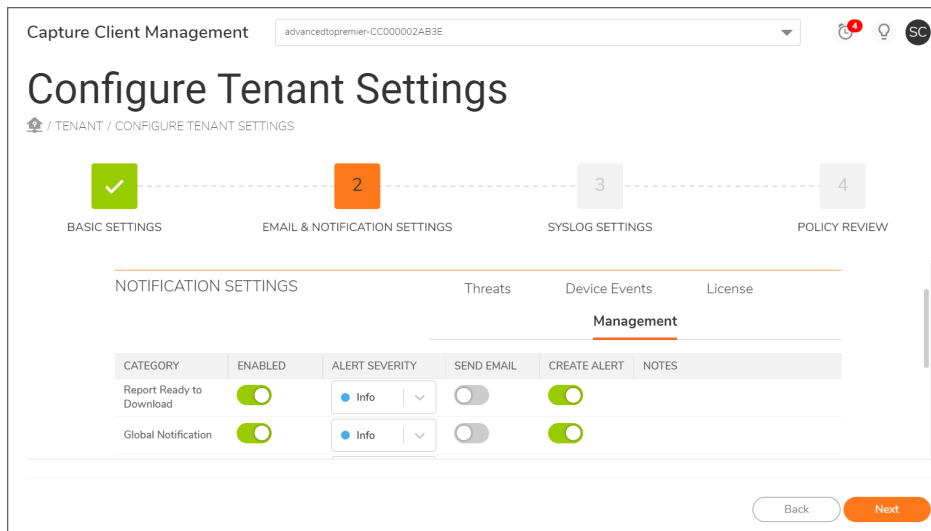 Capture Client Management
advancedtopremier-CC000002AB3E
4
SC
Configure Tenant Settings
/ TENANT / CONFIGURE TENANT SETTINGS
2
3
4
BASIC SETTINGS
EMAIL & NOTIFICATION SETTINGS
SYSLOG SETTINGS
POLICY REVIEW
NOTIFICATION SETTINGS
Threats
Device Events
License
Management
CATEGORY
ENABLED
ALERT SEVERITY
SEND EMAIL
CREATE ALERT
NOTES
Report Ready to
Download
Info
Global Notification
Info
Back
Next